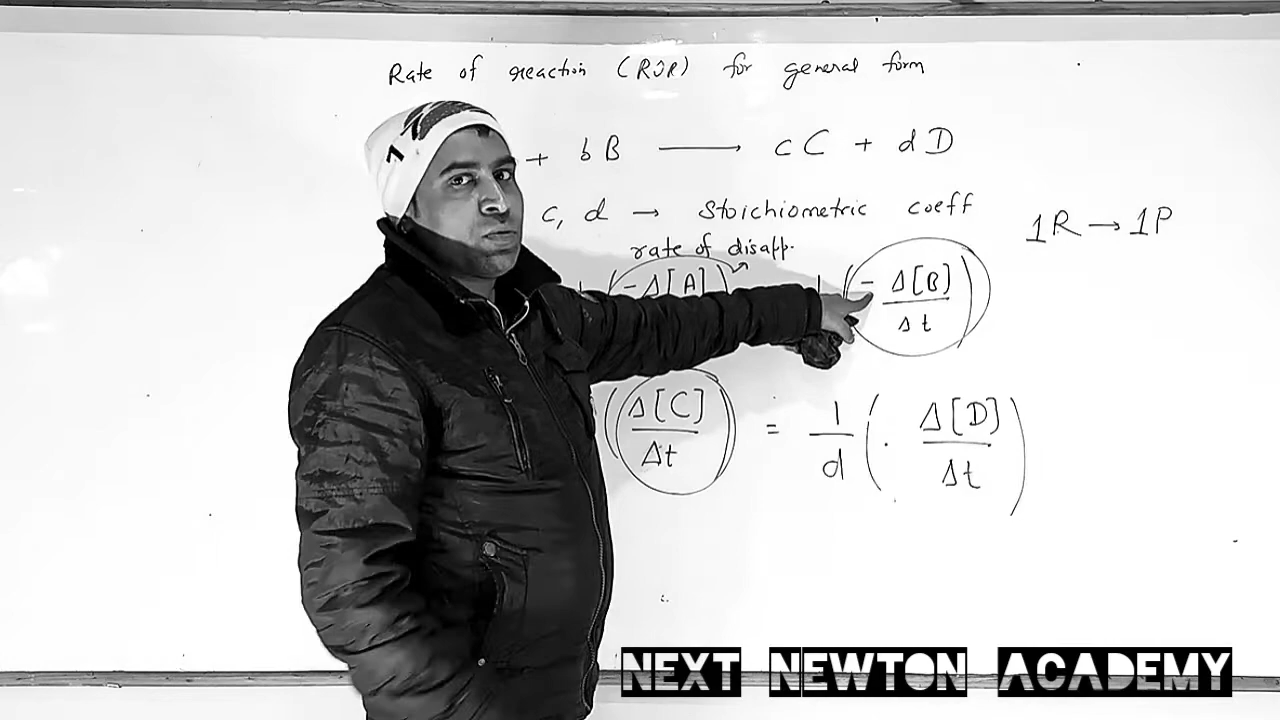 Rate of reaction (ROR) for general form
+ bB ⟶ cC + dD
c, d → Stoichiometric coeff
1R → 1P
rate of disapp.
(-Δ[A] (-Δ[B]/Δt)
(Δ[C]/Δt) = 1/d (. Δ[D]/Δt)
NEXT NEWTON ACADEMY